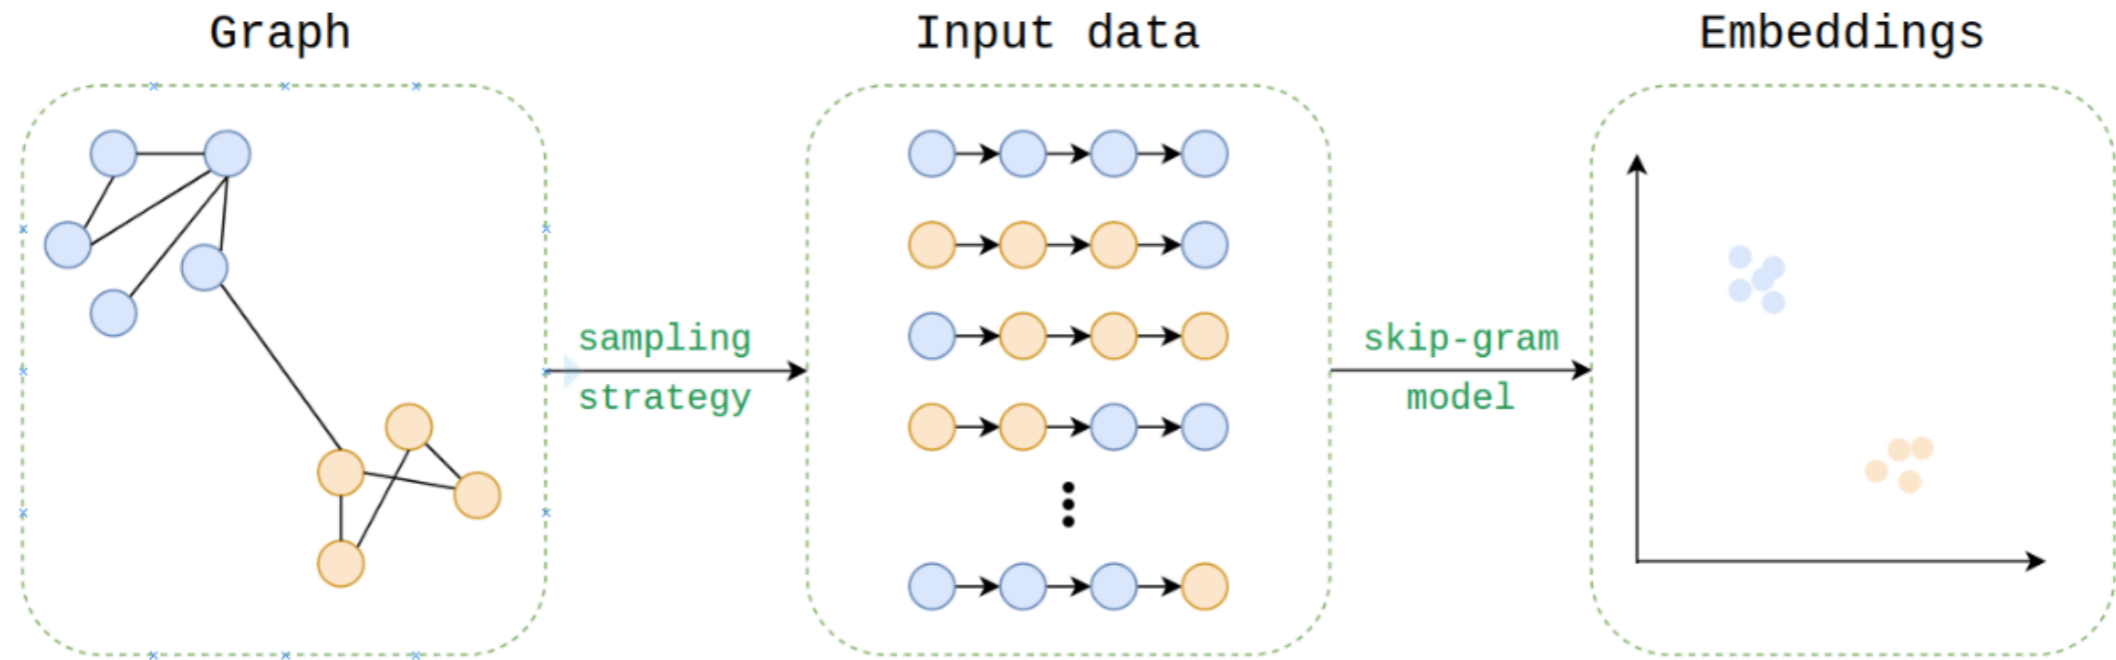 Graph
Input data
Embeddings
sampling
strategy
skip-gram
model